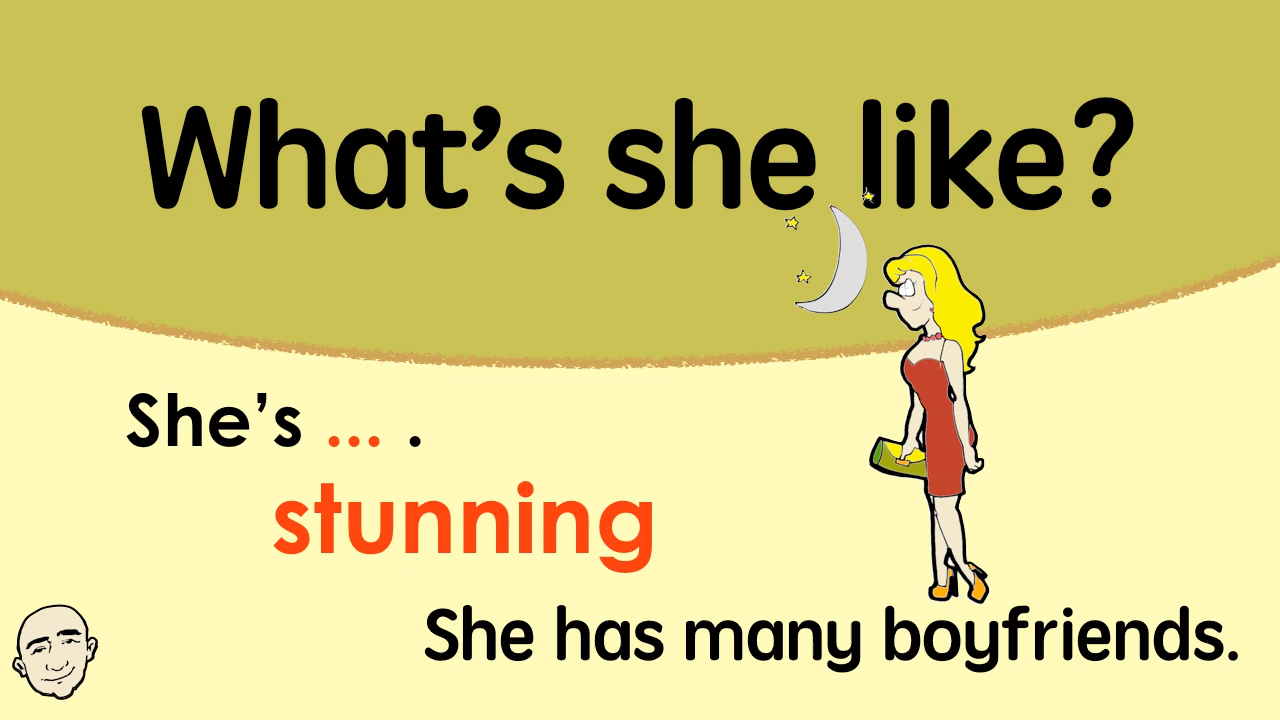 What’s she like?
She’s ... .
stunning
She has many boyfriends.